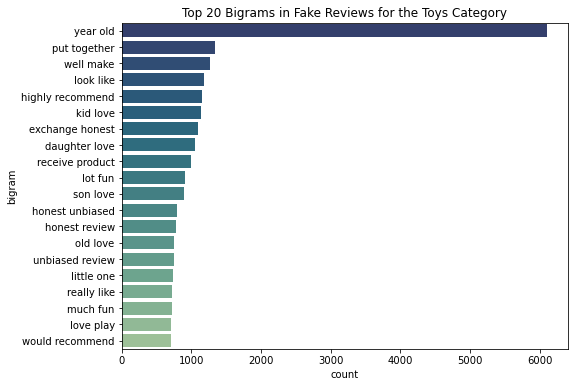 Top 20 Bigrams in Fake Reviews for the Toys Category
year old
put together
well make
look like
highly recommend
kid love
exchange honest
daughter love
receive product
lot fun
son love
honest unbiased
honest review
old love
unbiased review
little one
really like
much fun
love play
would recommend
bigram
0 1000 2000 3000 4000 5000 6000
count